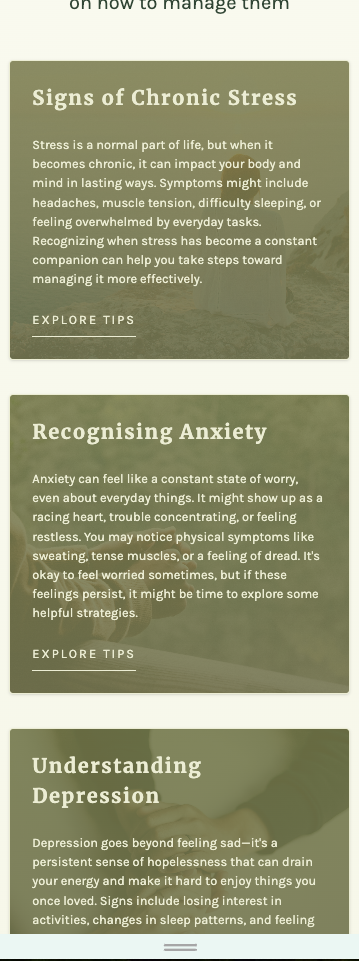 on how to manage them
Signs of Chronic Stress
Stress is a normal part of life, but when it
becomes chronic, it can impact your body and
mind in lasting ways. Symptoms might include
headaches, muscle tension, difficulty sleeping, or
feeling overwhelmed by everyday tasks.
Recognizing when stress has become a constant
companion can help you take steps toward
managing it more effectively.
EXPLORE TIPS
Recognising Anxiety
Anxiety can feel like a constant state of worry,
even about everyday things. It might show up as a
racing heart, trouble concentrating, or feeling
restless. You may notice physical symptoms like
sweating, tense muscles, or a feeling of dread. It's
okay to feel worried sometimes, but if these
feelings persist, it might be time to explore some
helpful strategies.
EXPLORE TIPS
Understanding
Depression
Depression goes beyond feeling sad—it's a
persistent sense of hopelessness that can drain
your energy and make it hard to enjoy things you
once loved. Signs include losing interest in
activities, changes in sleep patterns, and feeling